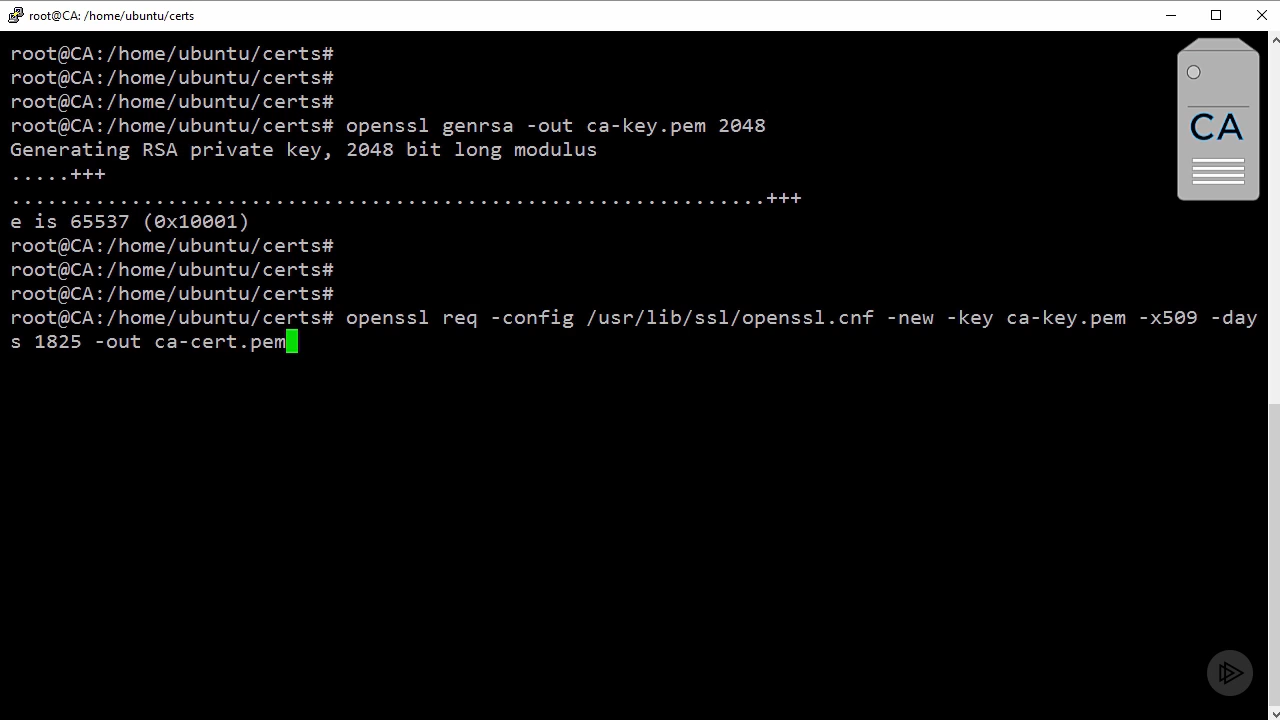 root@CA: /home/ubuntu/certs
root@CA:/home/ubuntu/certs#
root@CA:/home/ubuntu/certs#
root@CA:/home/ubuntu/certs#
root@CA:/home/ubuntu/certs# openssl genrsa -out ca-key.pem 2048
Generating RSA private key, 2048 bit long modulus
.....+++
...............................................................+++
e is 65537 (0x10001)
root@CA:/home/ubuntu/certs#
root@CA:/home/ubuntu/certs#
root@CA:/home/ubuntu/certs#
root@CA:/home/ubuntu/certs# openssl req -config /usr/lib/ssl/openssl.cnf -new -key ca-key.pem -x509 -day
s 1825 -out ca-cert.pem
CA